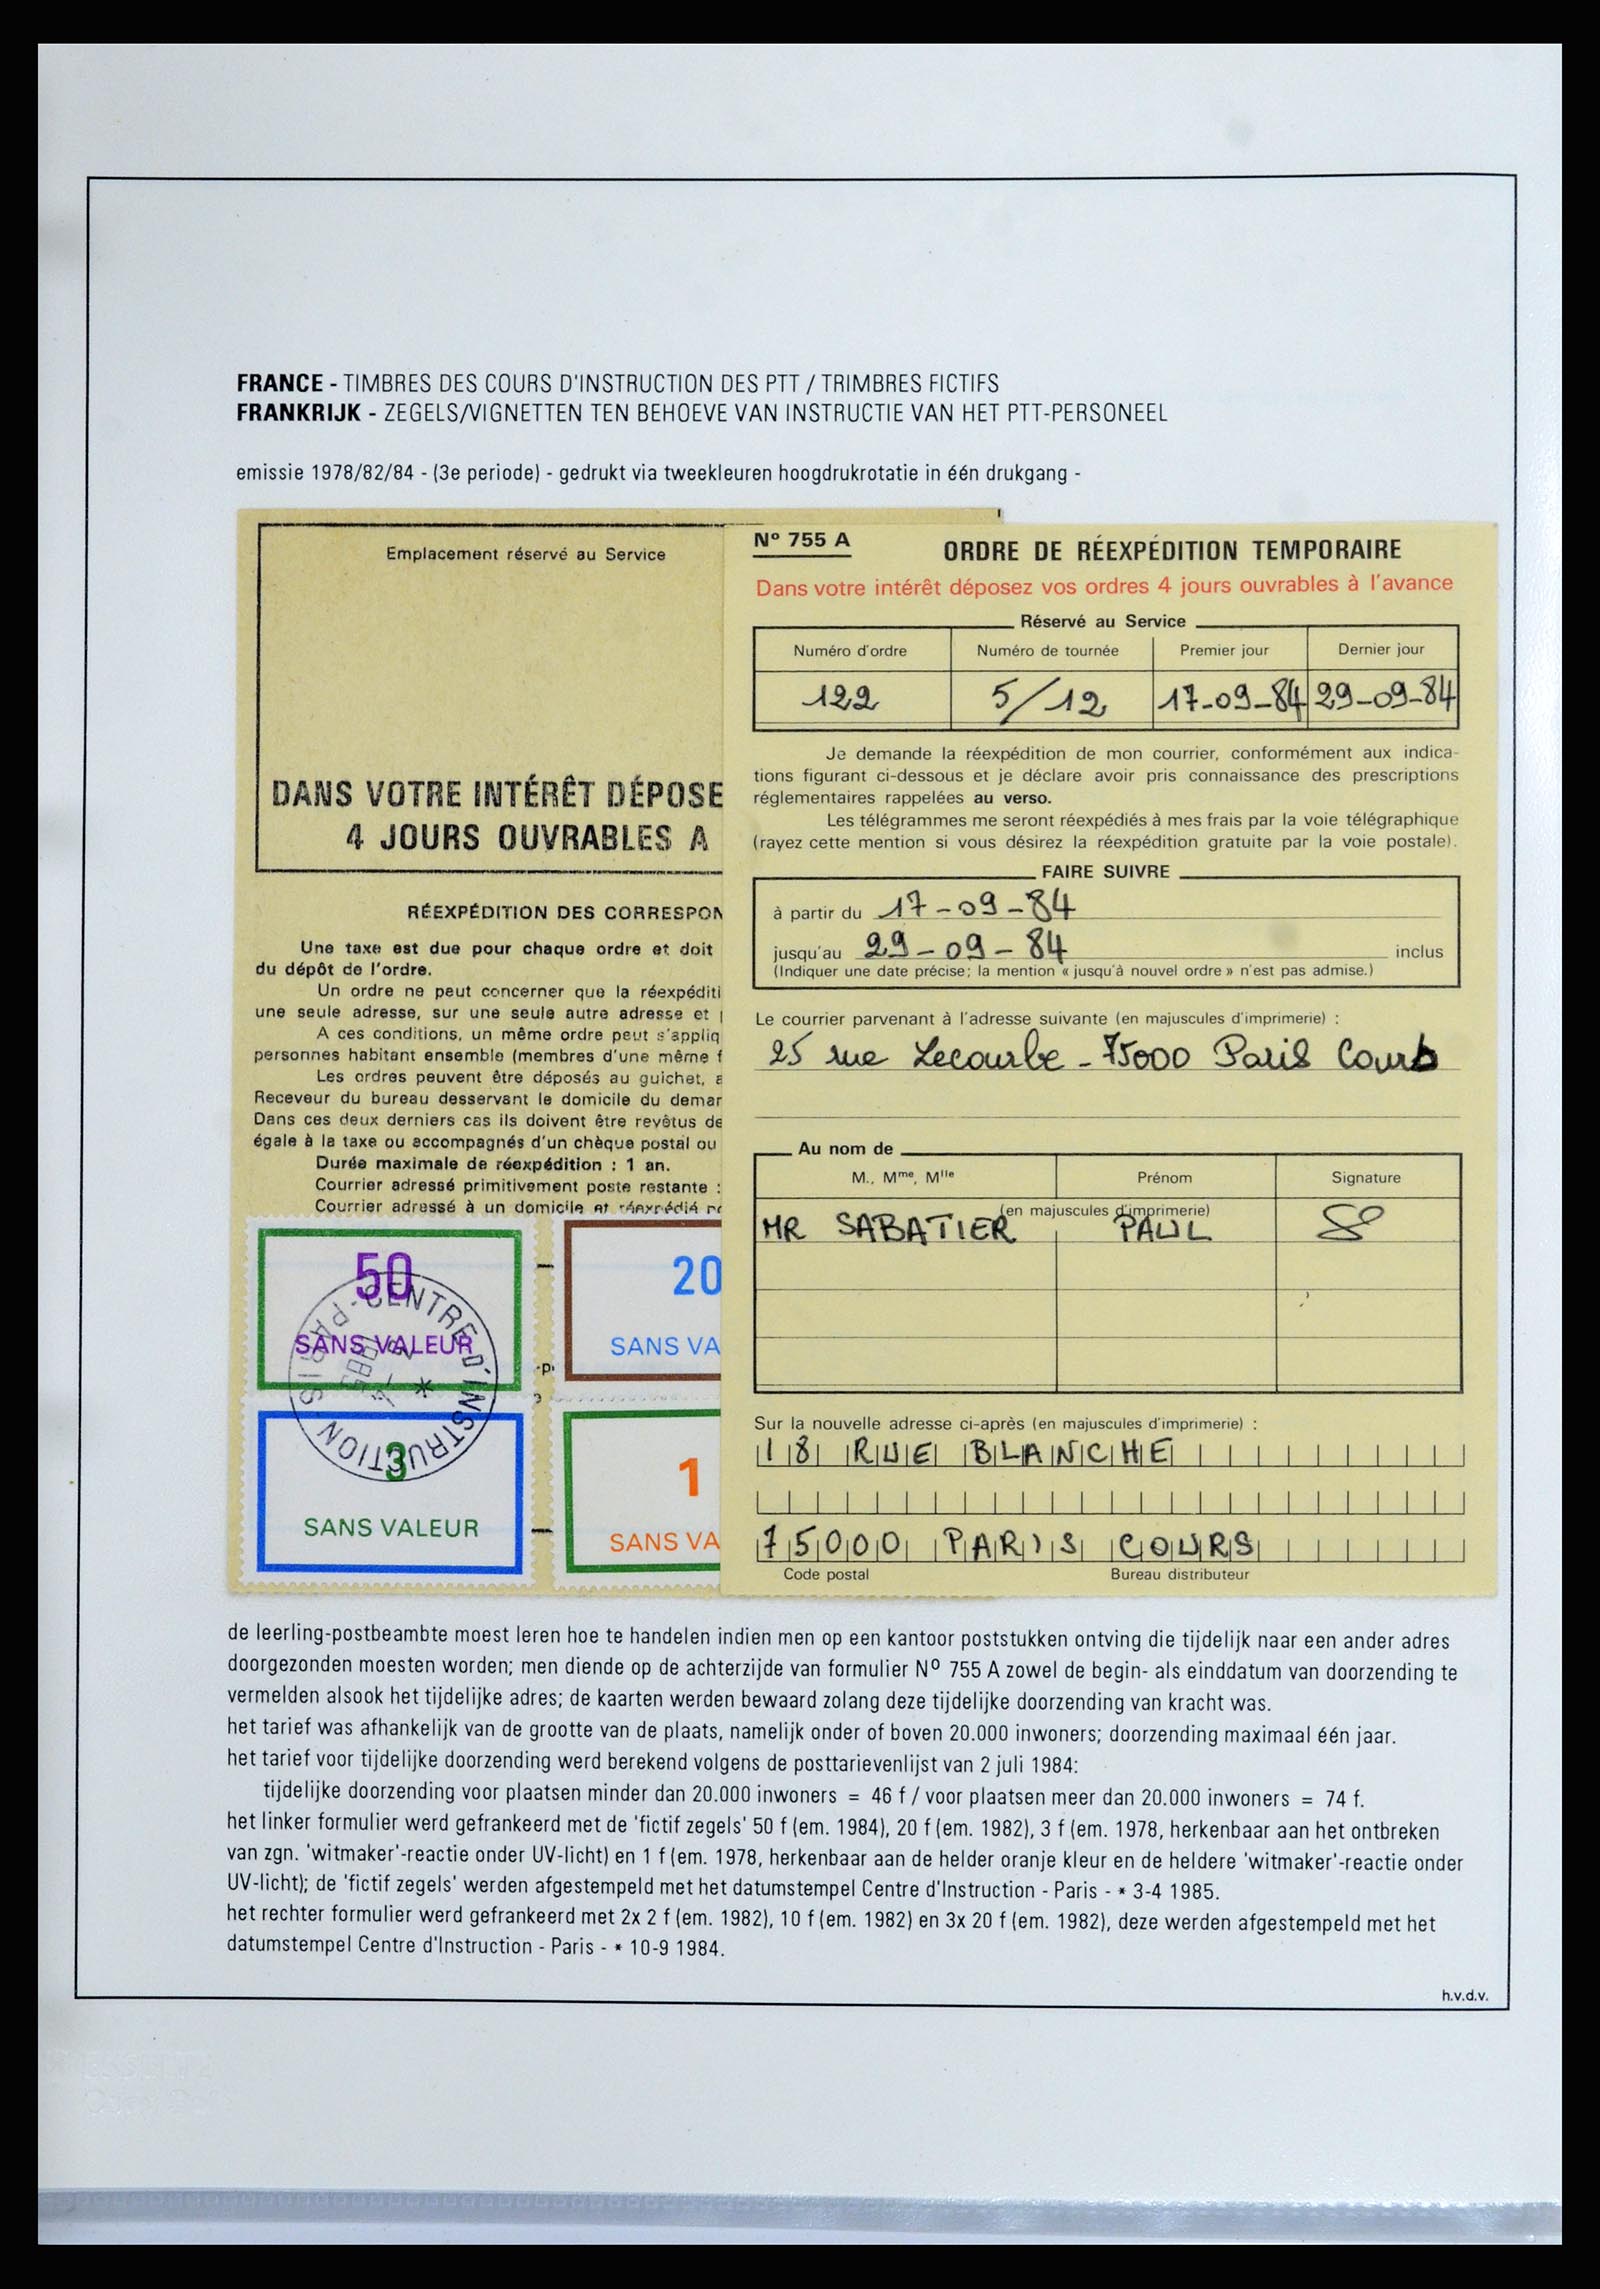 FRANCE - TIMBRES DES COURS D'INSTRUCTION DES PTT / TRIMBRES FICTIFS
FRANKRIJK - ZEGELS/VIGNETTEN TEN BEHOEVE VAN INSTRUCTIE VAN HET PTT-PERSONEEL
emissie 1978/82/84 - (3e periode) - gedrukt via tweekleuren hoogdrukrotatie in één drukgang -
Emplacement réservé au Service
DANS VOTRE INTÉRÊT DÉPOSE
4 JOURS OUVRABLES A
RÉEXPÉDITION DES CORRESPON
Une taxe est due pour chaque ordre et doit
du dépôt de l'ordre.
Un ordre ne peut concerner que la réexpéditi
une seule adresse, sur une seule autre adresse et
A ces conditions, un même ordre peut s'appliq
personnes habitant ensemble (membres d'une même f
Les ordres peuvent être déposés au guichet, a
Receveur du bureau desservant le domicile du demar
Dans ces deux derniers cas ils doivent être revêtus de
égale à la taxe ou accompagnés d'un chèque postal ou
Durée maximale de réexpédition : 1 an.
Courrier adressé primitivement poste restante :
Courrier adressé à un domicile et réexpédié
50
SANS VALEUR
20
SANS VA
3
SANS VALEUR
1
SANS VA
CENTRE D'INSTRUCTION - PARIS -
*
1985
Nº 755 A
ORDRE DE RÉEXPÉDITION TEMPORAIRE
Dans votre intérêt déposez vos ordres 4 jours ouvrables à l'avance
Réservé au Service
Numéro d'ordre Numéro de tournée Premier jour Dernier jour
122 5/12 17-09-84 29-09-84
Je demande la réexpédition de mon courrier, conformément aux indica-
tions figurant ci-dessous et je déclare avoir pris connaissance des prescriptions
réglementaires rappelées au verso.
Les télégrammes me seront réexpédiés à mes frais par la voie télégraphique
(rayez cette mention si vous désirez la réexpédition gratuite par la voie postale).
FAIRE SUIVRE
à partir du 17-09-84
jusqu'au 29-09-84 inclus
(Indiquer une date précise; la mention « jusqu'à nouvel ordre » n'est pas admise.)
Le courrier parvenant à l'adresse suivante (en majuscules d'imprimerie) :
25 rue Lecourbe - 75000 Paris Cours
Au nom de
M., Mme, Mlle Prénom Signature
(en majuscules d'imprimerie)
MR SABATIER PAUL
Sur la nouvelle adresse ci-après (en majuscules d'imprimerie) :
18 RUE BLANCHE
75000 PARIS COURS
Code postal Bureau distributeur
de leerling-postbeambte moest leren hoe te handelen indien men op een kantoor poststukken ontving die tijdelijk naar een ander adres
doorgezonden moesten worden; men diende op de achterzijde van formulier Nº 755 A zowel de begin- als einddatum van doorzending te
vermelden alsook het tijdelijke adres; de kaarten werden bewaard zolang deze tijdelijke doorzending van kracht was.
het tarief was afhankelijk van de grootte van de plaats, namelijk onder of boven 20.000 inwoners; doorzending maximaal één jaar.
het tarief voor tijdelijke doorzending werd berekend volgens de posttarievenlijst van 2 juli 1984:
tijdelijke doorzending voor plaatsen minder dan 20.000 inwoners = 46 f / voor plaatsen meer dan 20.000 inwoners = 74 f.
het linker formulier werd gefrankeerd met de 'fictif zegels' 50 f (em. 1984), 20 f (em. 1982), 3 f (em. 1978, herkenbaar aan het ontbreken
van zgn. 'witmaker'-reactie onder UV-licht) en 1 f (em. 1978, herkenbaar aan de helder oranje kleur en de heldere 'witmaker'-reactie onder
UV-licht); de 'fictif zegels' werden afgestempeld met het datumstempel Centre d'Instruction - Paris - * 3-4 1985.
het rechter formulier werd gefrankeerd met 2x 2 f (em. 1982), 10 f (em. 1982) en 3x 20 f (em. 1982), deze werden afgestempeld met het
datumstempel Centre d'Instruction - Paris - * 10-9 1984.
h.v.d.v.